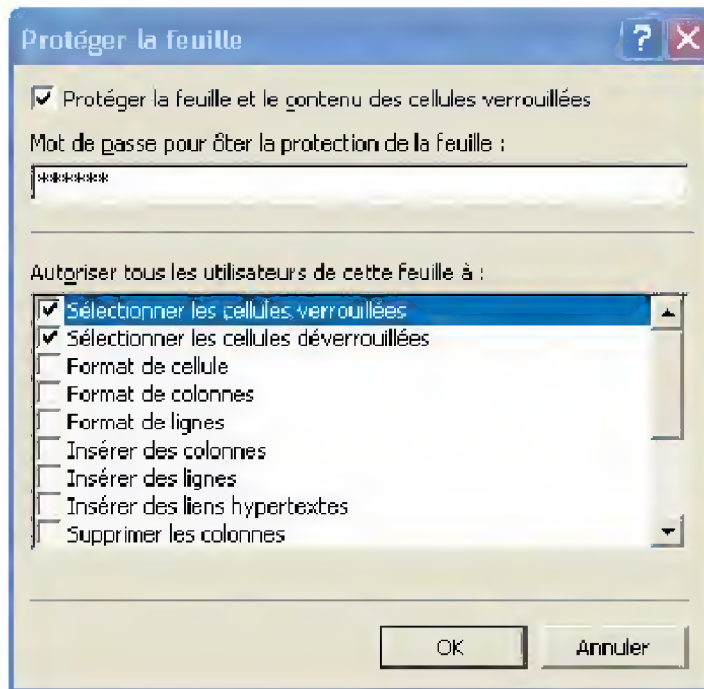 Protéger la feuille
Protéger la feuille et le contenu des cellules verrouillées
Mot de passe pour ôter la protection de la feuille :
******
Autoriser tous les utilisateurs de cette feuille à :
Sélectionner les cellules verrouillées
Sélectionner les cellules déverrouillées
Format de cellule
Format de colonnes
Format de lignes
Insérer des colonnes
Insérer des lignes
Insérer des liens hypertextes
Supprimer les colonnes
OK Annuler